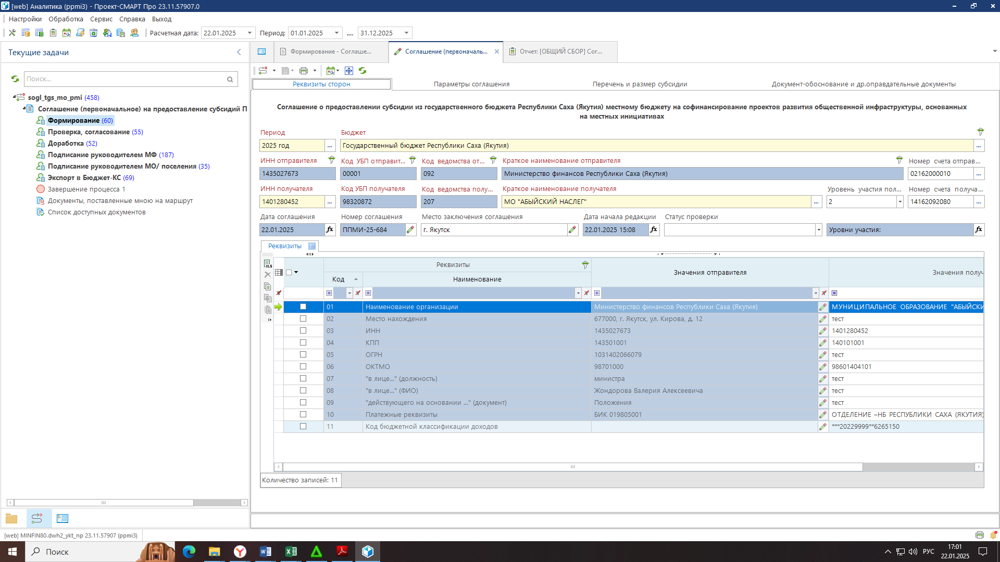 [web] Аналитика (ppmi3) - Проект-СМАРТ Про 23.11.57907.0
Настройки Обработка Сервис Справка Выход
Расчетная дата: 22.01.2025 Период: 01.01.2025 ... 31.12.2025
Текущие задачи
Поиск...
sogl_tgs_mo_pmi (458)
Соглашение (первоначальное) на предоставление субсидий П
Формирование (60)
Проверка, согласование (55)
Доработка (52)
Подписание руководителем МФ (187)
Подписание руководителем МО/ поселения (35)
Экспорт в Бюджет-КС (69)
Завершение процесса 1
Документы, поставленные мною на маршрут
Список доступных документов
Формирование - Соглаше... Соглашение (первоначаль... Отчет: [ОБЩИЙ СБОР] Сог...
Реквизиты сторон Параметры соглашения Перечень и размер субсидии Документ-обоснование и др.оправдательные документы
Соглашение о предоставлении субсидии из государственного бюджета Республики Саха (Якутия) местному бюджету на софинансирование проектов развития общественной инфраструктуры, основанных
на местных инициативах
Период Бюджет
2025 год ... Государственный бюджет Республики Саха (Якутия) ...
ИНН отправителя Код УБП отправит... Код ведомства от... Краткое наименование отправителя Номер счета отправ...
1435027673 00001 092 Министерство финансов Республики Саха (Якутия) 02162000010 ...
ИНН получателя Код УБП получателя Код ведомства полу... Краткое наименование получателя Уровень участия пол... Номер счета получа...
1401280452 ... 98320872 207 МО "АБЫЙСКИЙ НАСЛЕГ" ... 2 14162092080 ...
Дата соглашения Номер соглашения Место заключения соглашения Дата начала редакции Статус проверки
22.01.2025 fx ППМИ-25-684 г. Якутск 22.01.2025 15:08 fx Уровни участия: fx
Реквизиты
Реквизиты Значения отправителя Значения получ
Код Наименование
01 Наименование организации Министерство финансов Республики Саха (Якутия) МУНИЦИПАЛЬНОЕ ОБРАЗОВАНИЕ "АБЫЙСКИ
02 Место нахождения 677000, г. Якутск, ул. Кирова, д. 12 тест
03 ИНН 1435027673 1401280452
04 КПП 143501001 140101001
05 ОГРН 1031402066079 тест
06 ОКТМО 98701000 98601404101
07 "в лице..." (должность) министра тест
08 "в лице..." (ФИО) Жондорова Валерия Алексеевича тест
09 "действующего на основании ..." (документ) Положения тест
10 Платежные реквизиты БИК 019805001 ОТДЕЛЕНИЕ –НБ РЕСПУБЛИКИ САХА (ЯКУТИЯ)
11 Код бюджетной классификации доходов ***20229999**6265150
Количество записей: 11
[web] MINFIN80.dwh2_ykt_np 23.11.57907 (ppmi3)
Поиск
РУС
17:01
22.01.2025